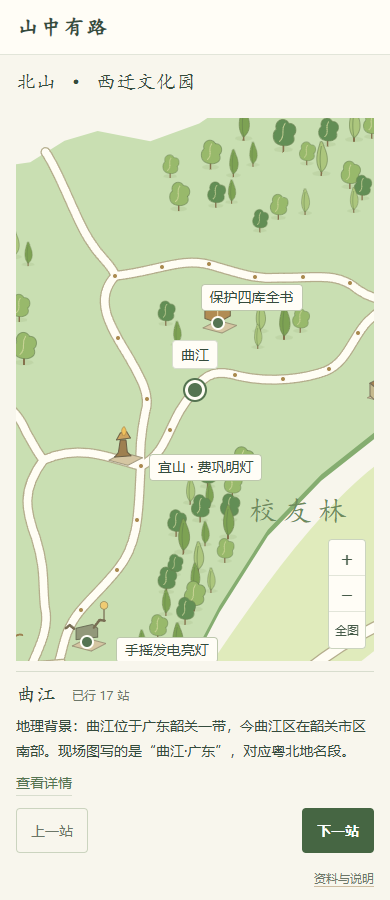 山中有路
北山 • 西迁文化园
保护四库全书
曲江
宜山 · 费巩明灯
校友林
+
−
全图
手摇发电亮灯
曲江 已行 17 站
地理背景：曲江位于广东韶关一带，今曲江区在韶关市区
南部。现场图写的是“曲江·广东”，对应粤北地名段。
查看详情
上一站
下一站
资料与说明